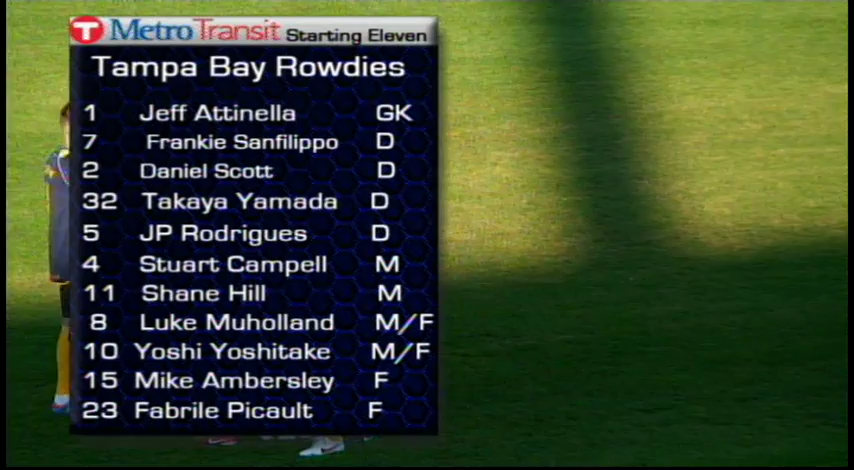 T MetroTransit Starting Eleven
Tampa Bay Rowdies
1 Jeff Attinella GK
7 Frankie Sanfilippo D
2 Daniel Scott D
32 Takaya Yamada D
5 JP Rodrigues D
4 Stuart Campell M
11 Shane Hill M
8 Luke Muholland M/F
10 Yoshi Yoshitake M/F
15 Mike Ambersley F
23 Fabrile Picault F